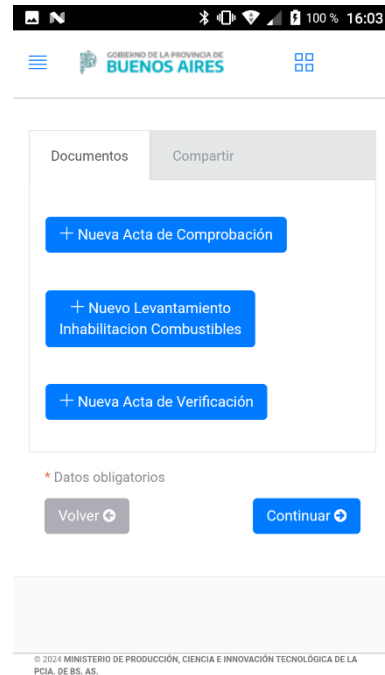 100 % 16:03
GOBIERNO DE LA PROVINCIA DE
BUENOS AIRES
Documentos Compartir
+ Nueva Acta de Comprobación
+ Nuevo Levantamiento
Inhabilitacion Combustibles
+ Nueva Acta de Verificación
* Datos obligatorios
Volver Continuar
© 2024 MINISTERIO DE PRODUCCIÓN, CIENCIA E INNOVACIÓN TECNOLÓGICA DE LA
PCIA. DE BS. AS.